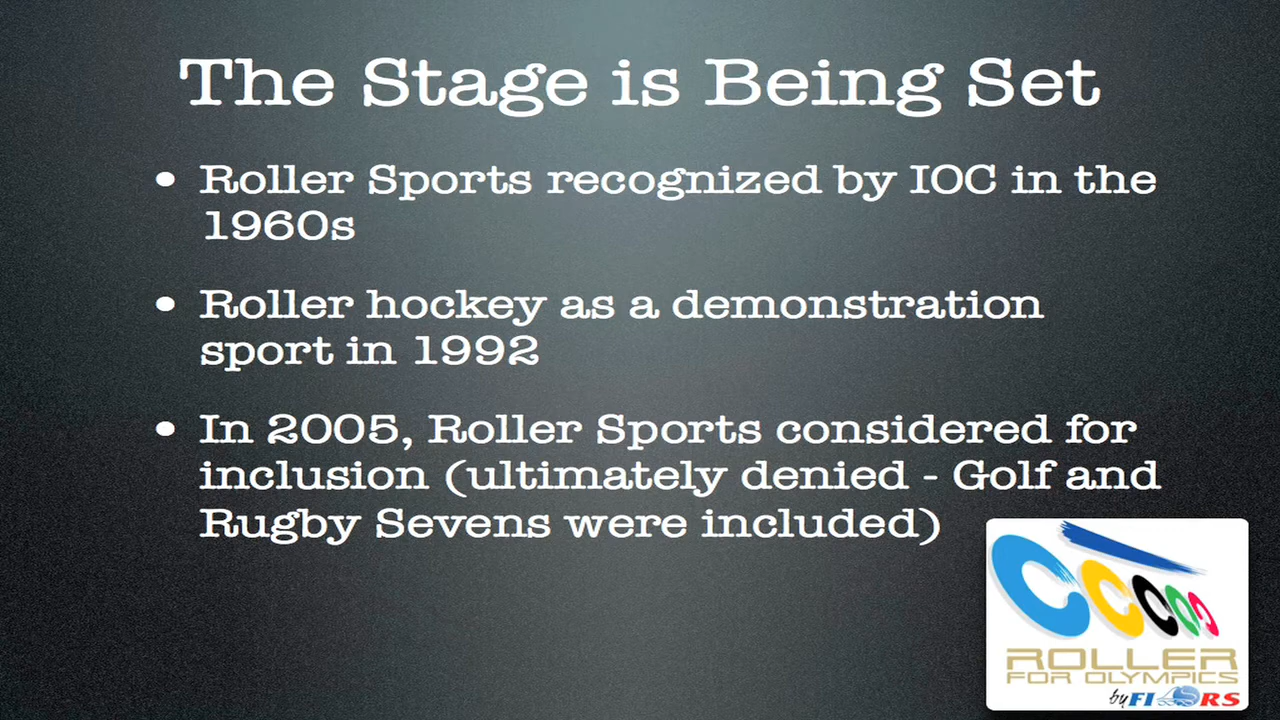 The Stage is Being Set
• Roller Sports recognized by IOC in the
1960s
• Roller hockey as a demonstration
sport in 1992
• In 2005, Roller Sports considered for
inclusion (ultimately denied - Golf and
Rugby Sevens were included)
ROLLER
FOR OLYMPICS
by FIRS